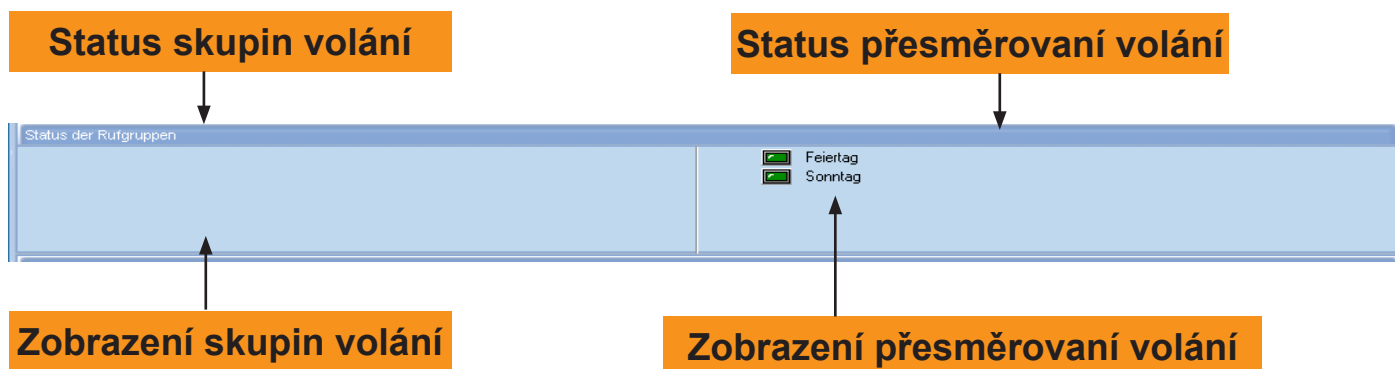 Status skupin volání
Status přesměrovaní volání
Status der Rufgruppen
Feiertag
Sonntag
Zobrazení skupin volání
Zobrazení přesměrovaní volání